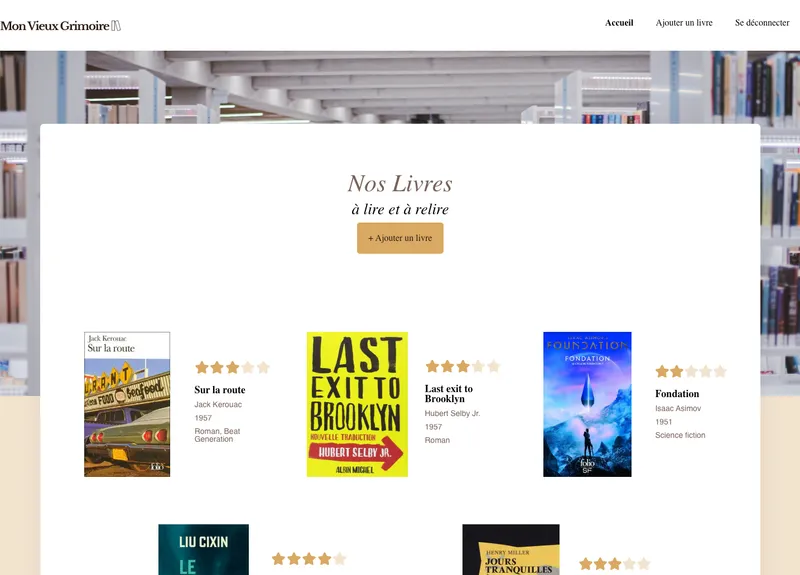 Mon Vieux Grimoire
Accueil
Ajouter un livre
Se déconnecter
Nos Livres
à lire et à relire
+ Ajouter un livre
Jack Kerouac
Sur la route
FOOD
Seafood
folio
Sur la route
Jack Kerouac
1957
Roman, Beat
Generation
LAST
EXIT TO
BROOKLYN
NOUVELLE TRADUCTION
HUBERT SELBY JR.
ALBIN MICHEL
Last exit to
Brooklyn
Hubert Selby Jr.
1957
Roman
ISAAC ASIMOV
FOUNDATION
FONDATION
folio
SF
Fondation
Isaac Asimov
1951
Science fiction
LIU CIXIN
LE
HENRY MILLER
JOURS
TRANQUILLES